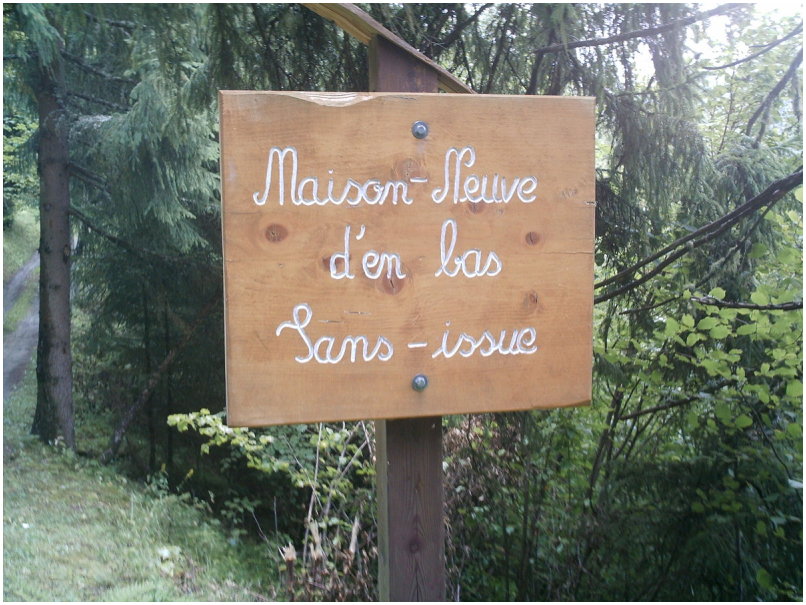 Maison-Neuve
d'en bas
Sans-issue